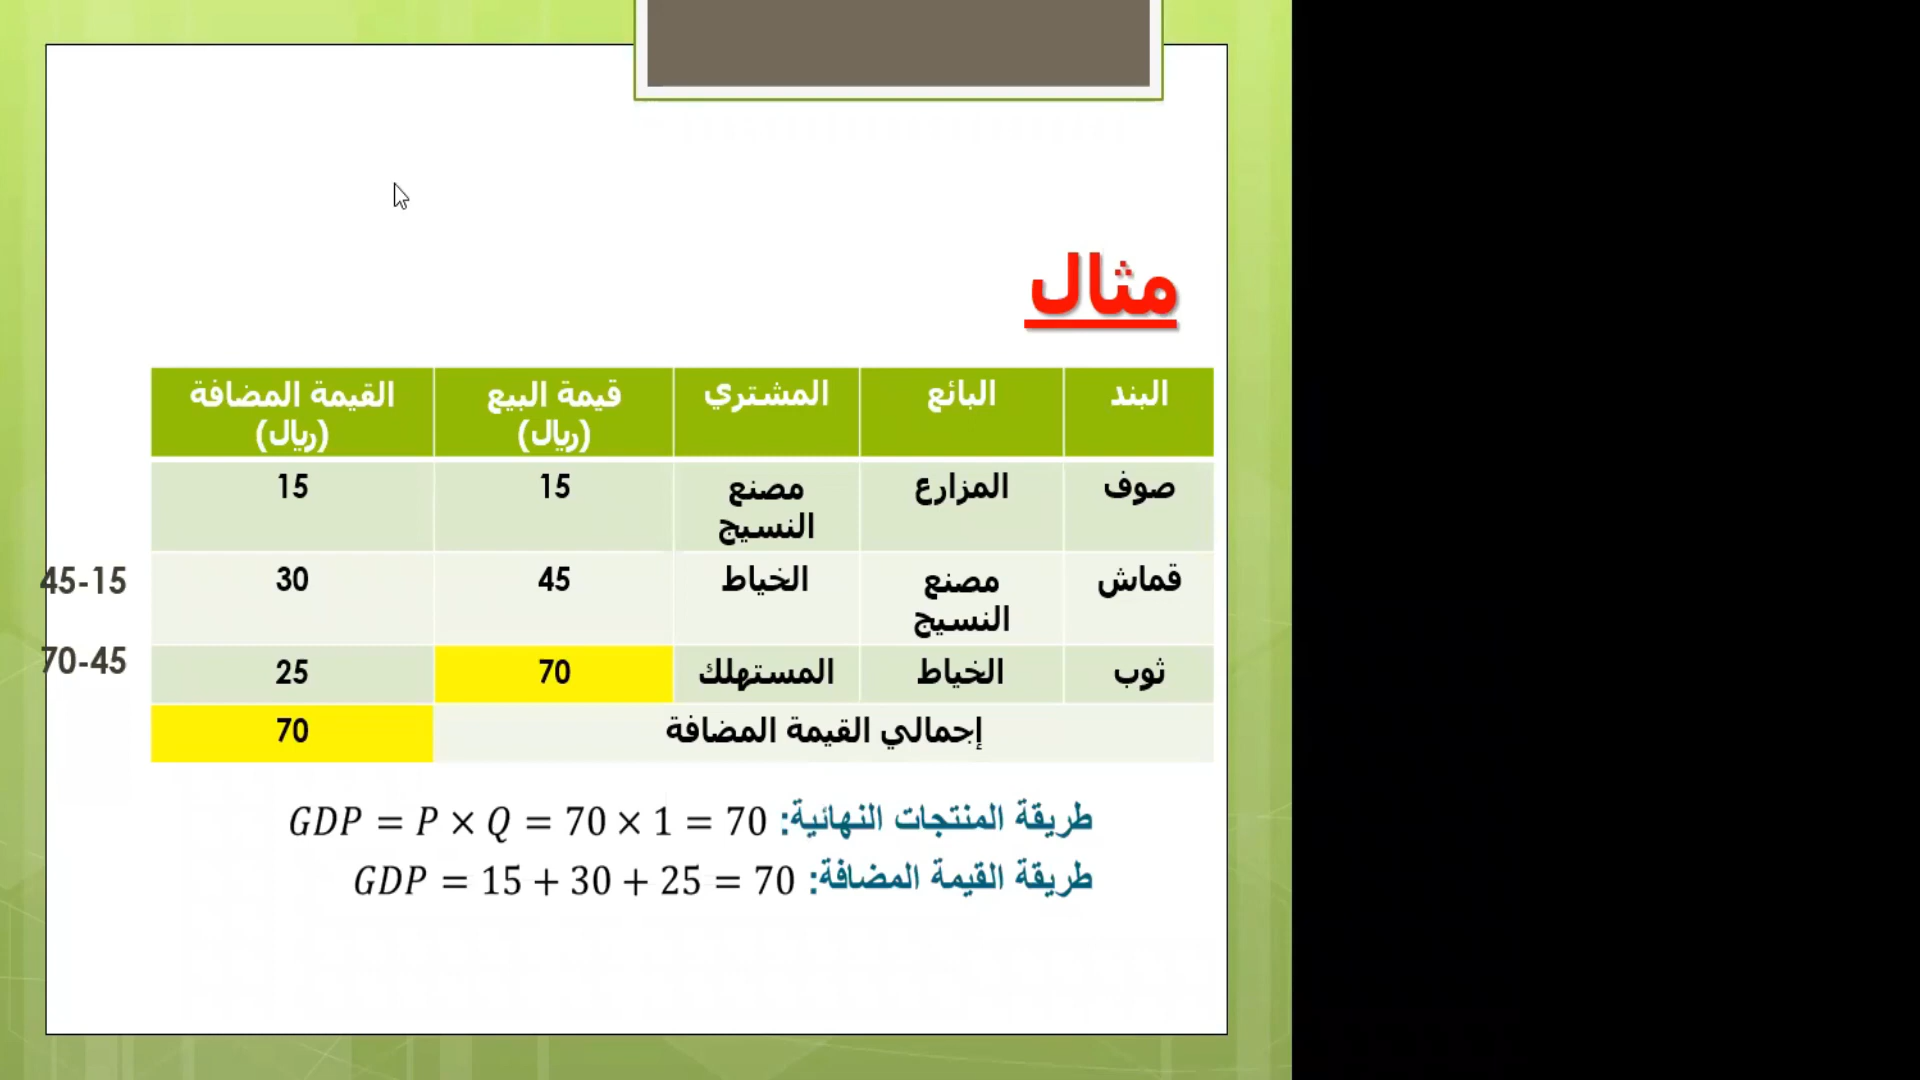 مثال
البند البائع المشتري قيمة البيع القيمة المضافة
(ريال) (ريال)
صوف المزارع مصنع 15 15
النسيج
قماش مصنع الخياط 45 30 45-15
النسيج
ثوب الخياط المستهلك 70 25 70-45
إجمالي القيمة المضافة 70
طريقة المنتجات النهائية: GDP = P × Q = 70 × 1 = 70
طريقة القيمة المضافة: GDP = 15 + 30 + 25 = 70